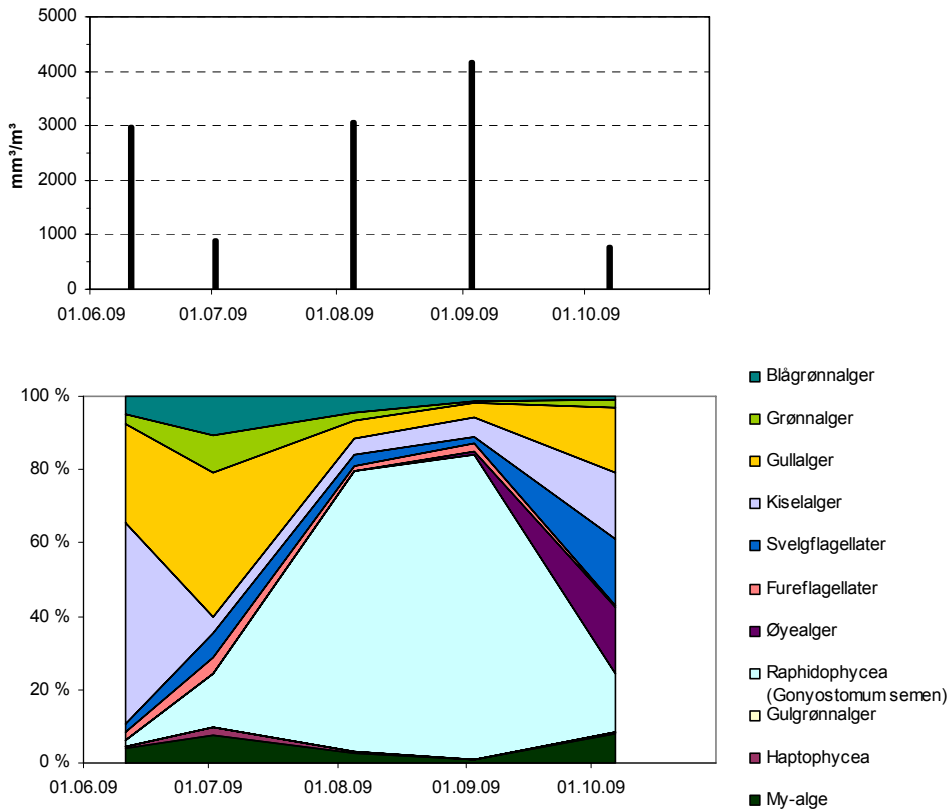 5000
4000
mm³/m³
3000
2000
1000
0
01.06.09 01.07.09 01.08.09 01.09.09 01.10.09
100 %
80 %
60 %
40 %
20 %
0 %
01.06.09 01.07.09 01.08.09 01.09.09 01.10.09
Blågrønnalger
Grønnalger
Gullalger
Kiselalger
Svelgflagellater
Fureflagellater
Øyealger
Raphidophycea
(Gonyostomum semen)
Gulgrønnalger
Haptophycea
My-alge